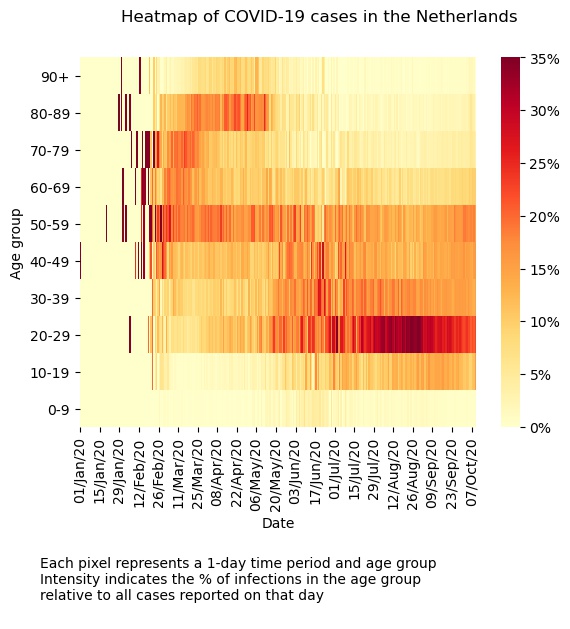 Heatmap of COVID-19 cases in the Netherlands
90+
80-89
70-79
60-69
50-59
40-49
30-39
20-29
10-19
0-9
Age group
35%
30%
25%
20%
15%
10%
5%
0%
01/Jan/20
15/Jan/20
29/Jan/20
12/Feb/20
26/Feb/20
11/Mar/20
25/Mar/20
08/Apr/20
22/Apr/20
06/May/20
20/May/20
03/Jun/20
17/Jun/20
01/Jul/20
15/Jul/20
29/Jul/20
12/Aug/20
26/Aug/20
09/Sep/20
23/Sep/20
07/Oct/20
Date
Each pixel represents a 1-day time period and age group
Intensity indicates the % of infections in the age group
relative to all cases reported on that day